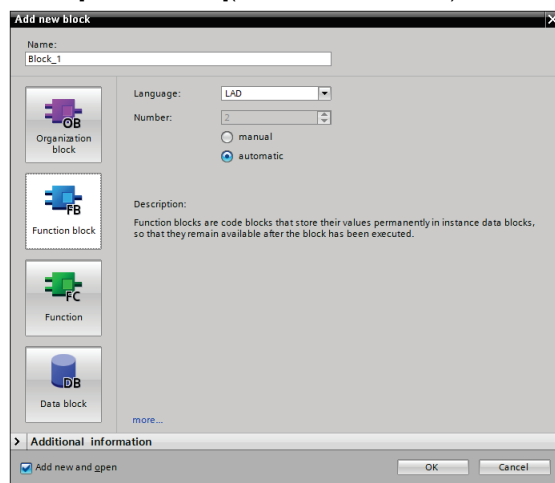 Add new block
Name:
Block_1
OB
Organization
block
FB
Function block
FC
Function
DB
Data block
Language:
LAD
Number:
2
manual
automatic
Description:
Function blocks are code blocks that store their values permanently in instance data blocks,
so that they remain available after the block has been executed.
more...
Additional information
Add new and open
OK
Cancel